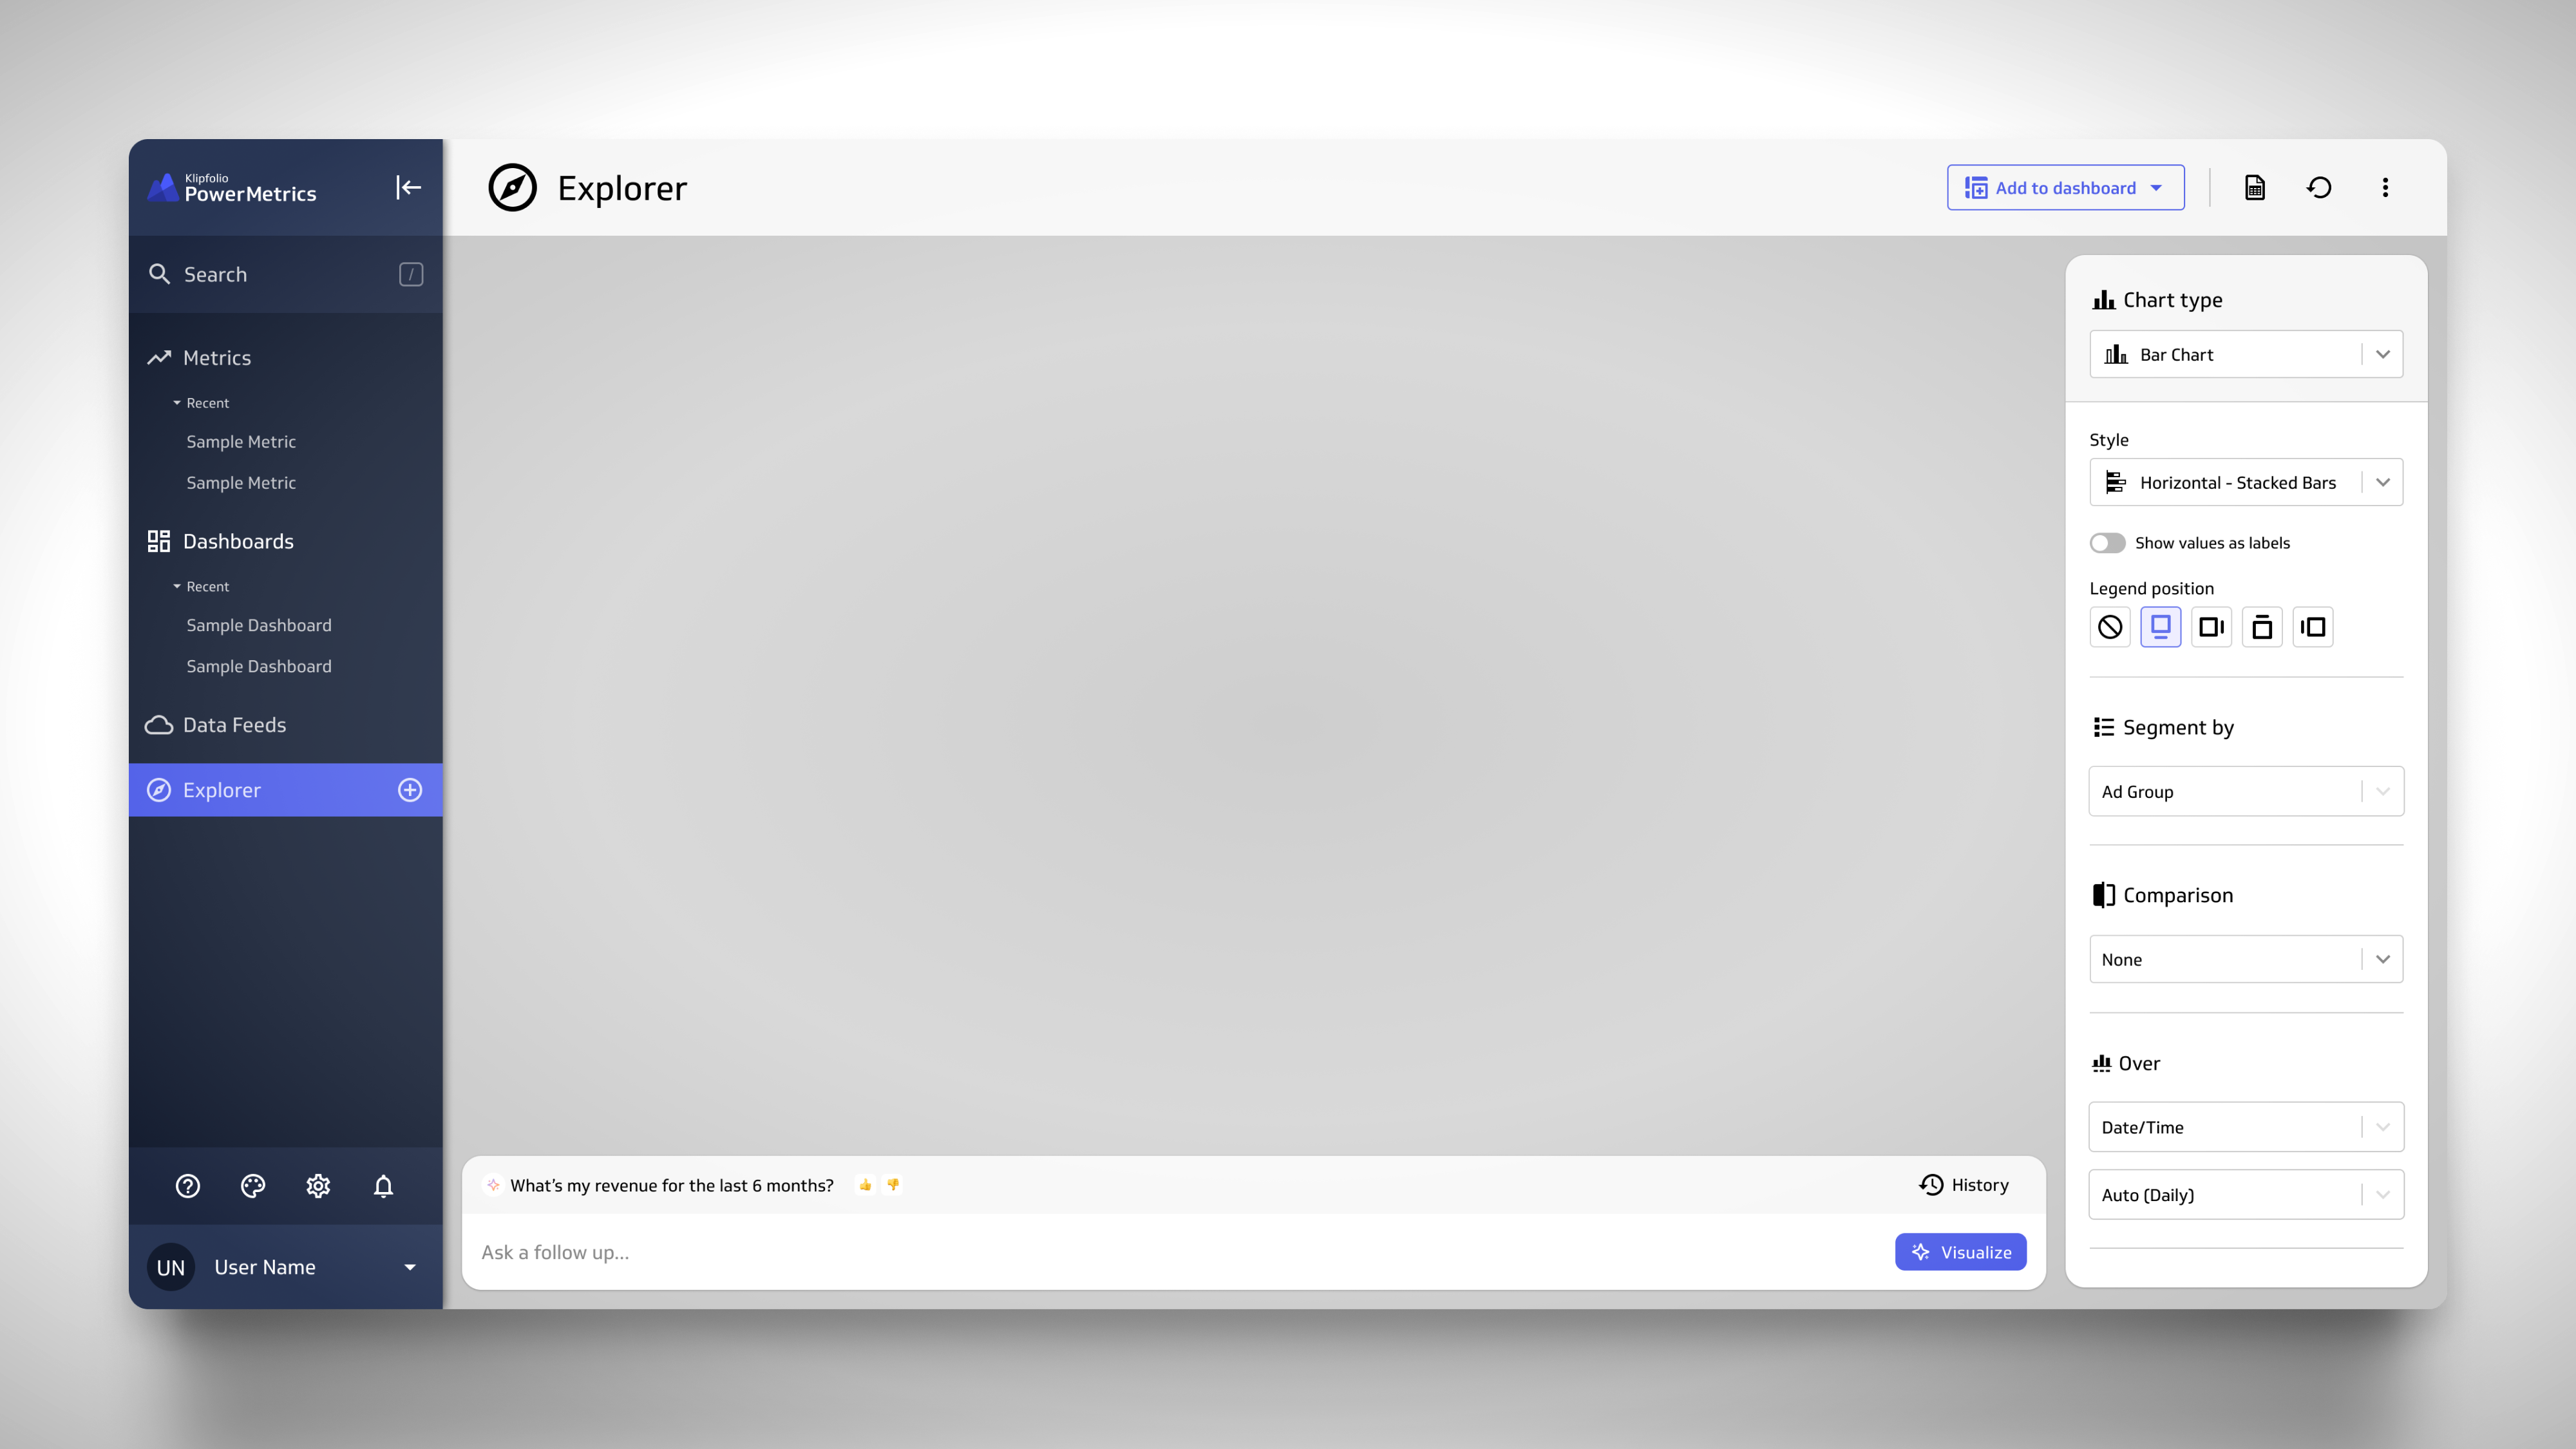 Klipfolio
PowerMetrics
Search
/
Metrics
Recent
Sample Metric
Sample Metric
Dashboards
Recent
Sample Dashboard
Sample Dashboard
Data Feeds
Explorer
UN
User Name
Explorer
Add to dashboard
What’s my revenue for the last 6 months?
History
Ask a follow up...
Visualize
Chart type
Bar Chart
Style
Horizontal - Stacked Bars
Show values as labels
Legend position
Segment by
Ad Group
Comparison
None
Over
Date/Time
Auto (Daily)